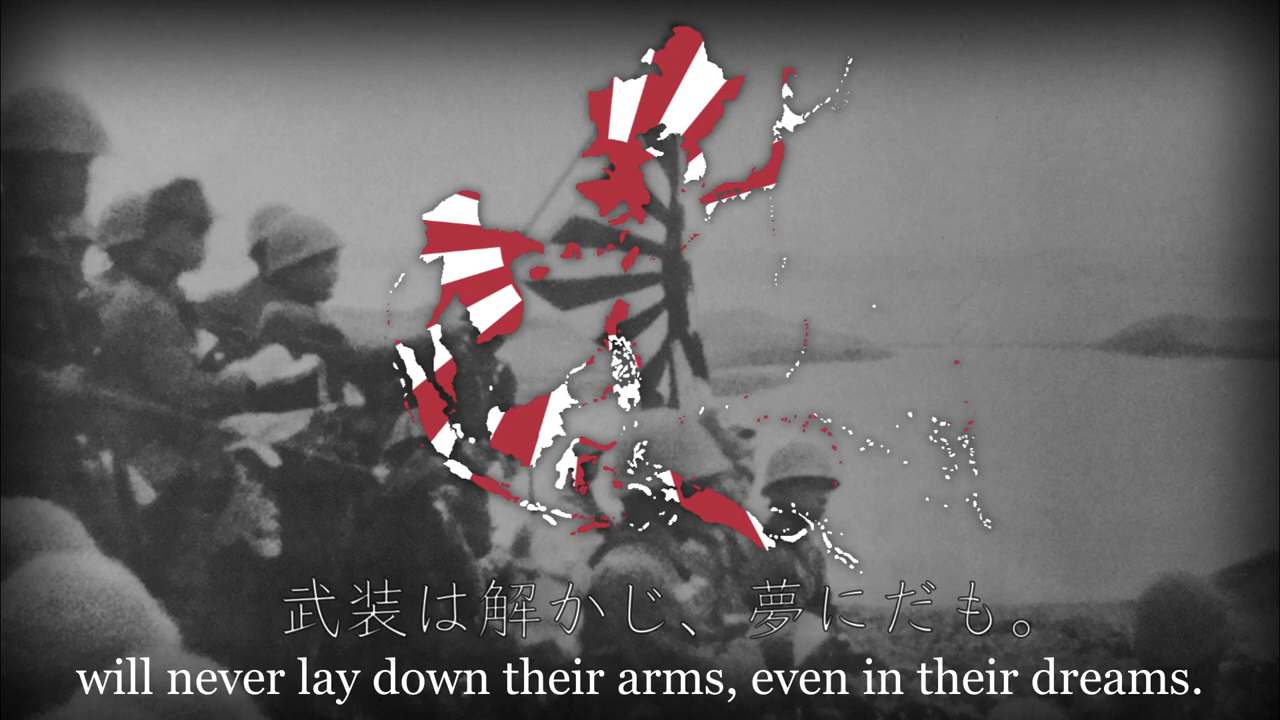 武装は解かじ、夢にだも。
will never lay down their arms, even in their dreams.